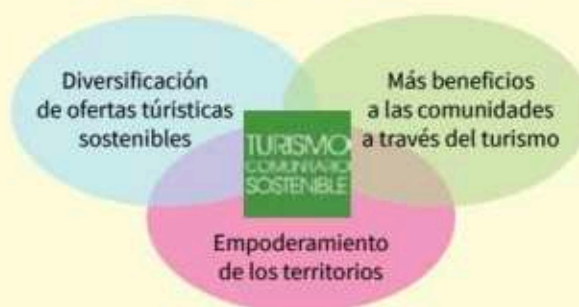 Diversificación
de ofertas túristicas
sostenibles
Más beneficios
a las comunidades
a través del turismo
TURISMO
COMUNITARIO
SOSTENIBLE
Empoderamiento
de los territorios